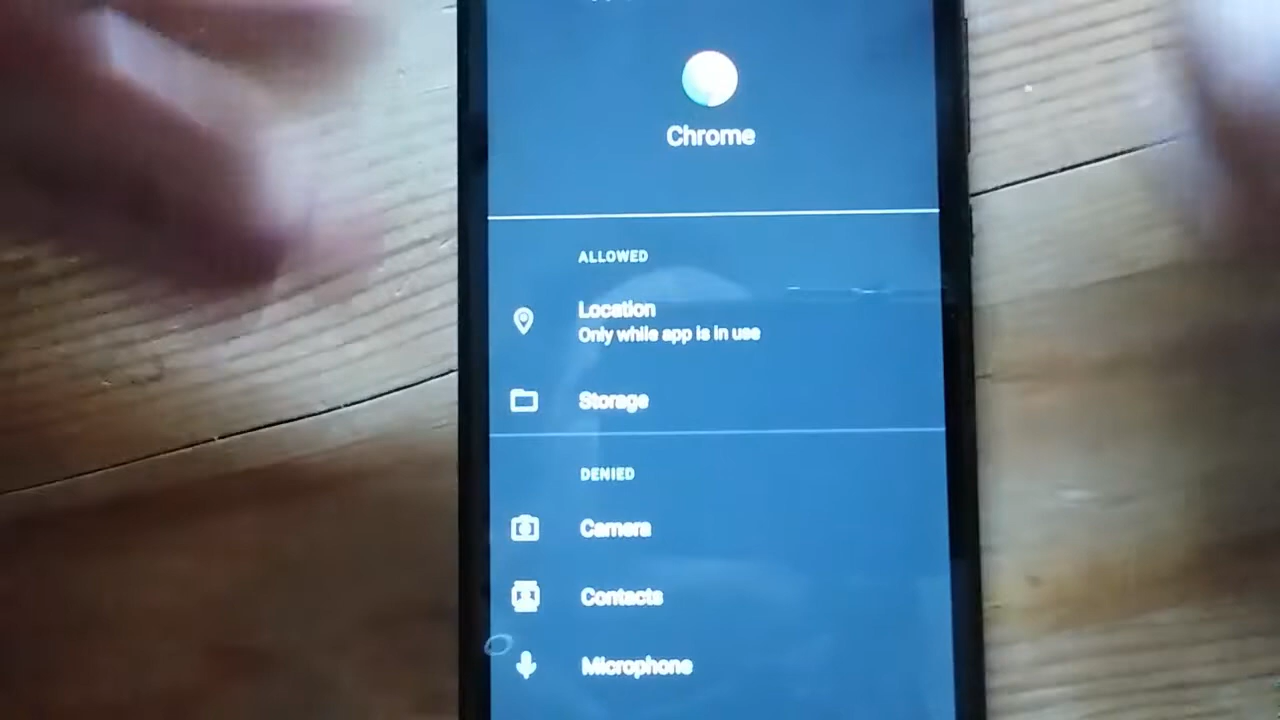 Chrome
ALLOWED
Location
Only while app is in use
Storage
DENIED
Camera
Contacts
Microphone